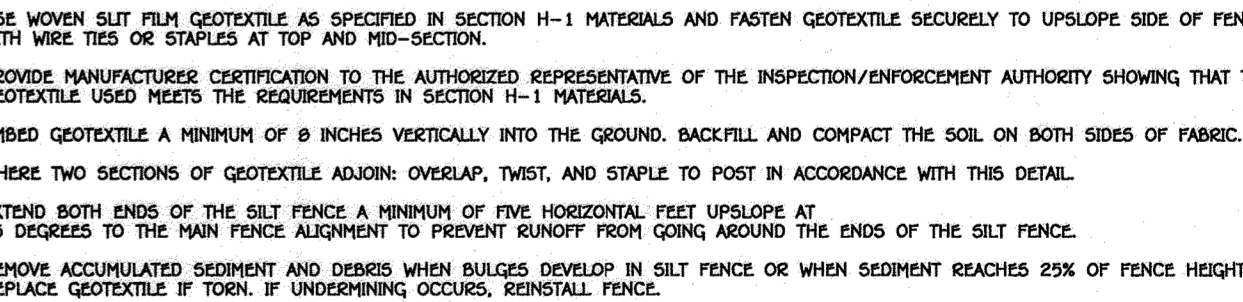 SE WOVEN SLIT FILM GEOTEXTILE AS SPECIFIED IN SECTION H-1 MATERIALS AND FASTEN GEOTEXTILE SECURELY TO UPSLOPE SIDE OF FEN
TH WIRE TIES OR STAPLES AT TOP AND MID-SECTION.
ROVIDE MANUFACTURER CERTIFICATION TO THE AUTHORIZED REPRESENTATIVE OF THE INSPECTION/ENFORCEMENT AUTHORITY SHOWING THAT T
EOTEXTILE USED MEETS THE REQUIREMENTS IN SECTION H-1 MATERIALS.
MBED GEOTEXTILE A MINIMUM OF 8 INCHES VERTICALLY INTO THE GROUND. BACKFILL AND COMPACT THE SOIL ON BOTH SIDES OF FABRIC.
HERE TWO SECTIONS OF GEOTEXTILE ADJOIN: OVERLAP, TWIST, AND STAPLE TO POST IN ACCORDANCE WITH THIS DETAIL.
XTEND BOTH ENDS OF THE SILT FENCE A MINIMUM OF FIVE HORIZONTAL FEET UPSLOPE AT
5 DEGREES TO THE MAIN FENCE ALIGNMENT TO PREVENT RUNOFF FROM GOING AROUND THE ENDS OF THE SILT FENCE.
EMOVE ACCUMULATED SEDIMENT AND DEBRIS WHEN BULGES DEVELOP IN SILT FENCE OR WHEN SEDIMENT REACHES 25% OF FENCE HEIGHT
EPLACE GEOTEXTILE IF TORN. IF UNDERMINING OCCURS, REINSTALL FENCE.